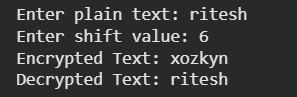 Enter plain text: ritesh
Enter shift value: 6
Encrypted Text: xozkyn
Decrypted Text: ritesh